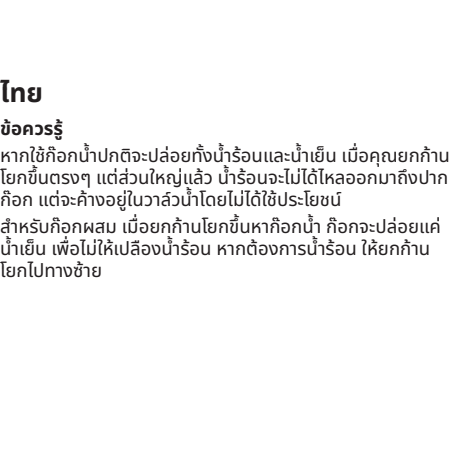 ไทย
ข้อควรรู้
หากใช้ก๊อกน้ำปกติจะปล่อยทั้งน้ำร้อนและน้ำเย็น เมื่อคุณยกก้าน
โยกขึ้นตรงๆ แต่ส่วนใหญ่แล้ว น้ำร้อนจะไม่ได้ไหลออกมาถึงปาก
ก๊อก แต่จะค้างอยู่ในวาล์วน้ำโดยไม่ได้ใช้ประโยชน์
สำหรับก๊อกผสม เมื่อยกก้านโยกขึ้นหาก๊อกน้ำ ก๊อกจะปล่อยแค่
น้ำเย็น เพื่อไม่ให้เปลืองน้ำร้อน หากต้องการน้ำร้อน ให้ยกก้าน
โยกไปทางซ้าย